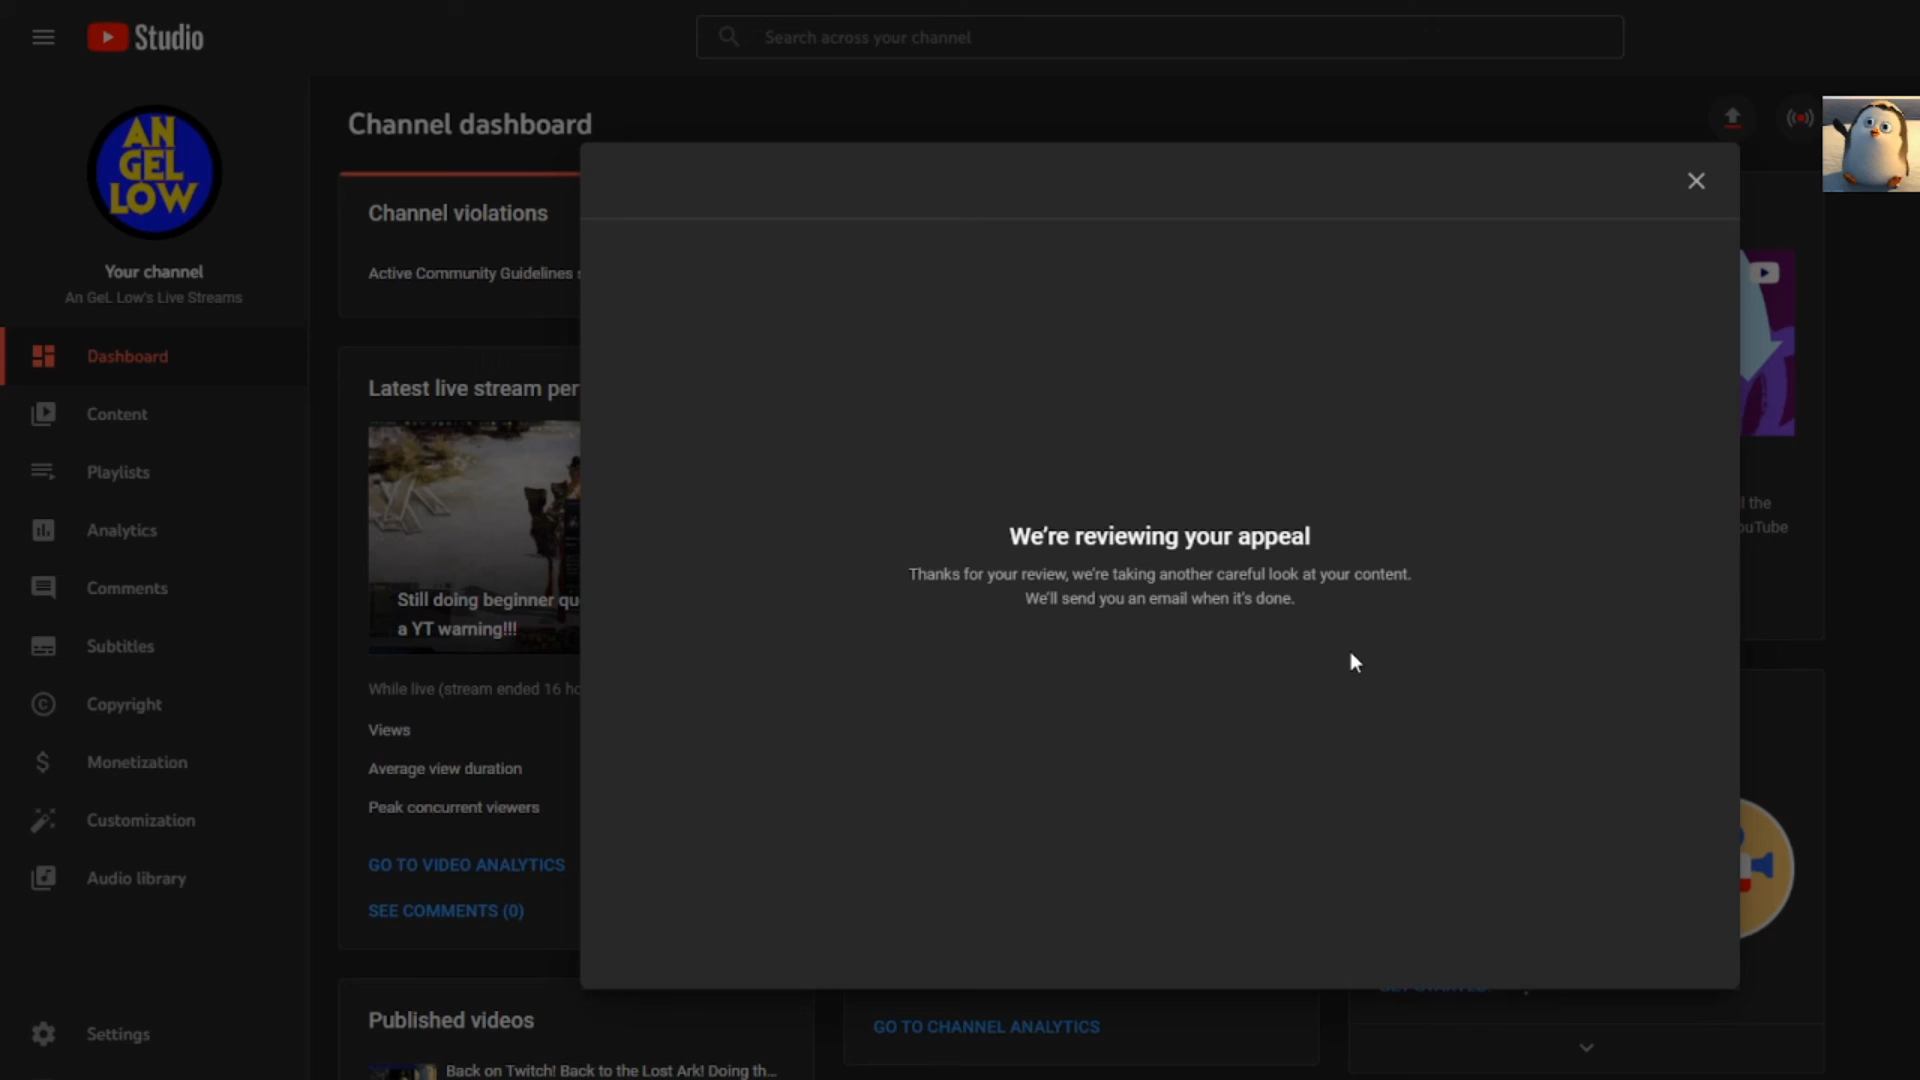 Studio
Search across your channel
AN
GEL
LOW
Your channel
An GeL Low's Live Streams
Dashboard
Content
Playlists
Analytics
Comments
Subtitles
Copyright
Monetization
Customization
Audio library
Settings
Channel dashboard
Channel violations
Active Community Guidelines
Latest live stream per
Still doing beginner qu
a YT warning!!!
While live (stream ended 16 ho
Views
Average view duration
Peak concurrent viewers
GO TO VIDEO ANALYTICS
SEE COMMENTS (0)
Published videos
Back on Twitch! Back to the Lost Ark! Doing th...
We're reviewing your appeal
Thanks for your review, we're taking another careful look at your content.
We'll send you an email when it's done.
GO TO CHANNEL ANALYTICS
the
ouTube